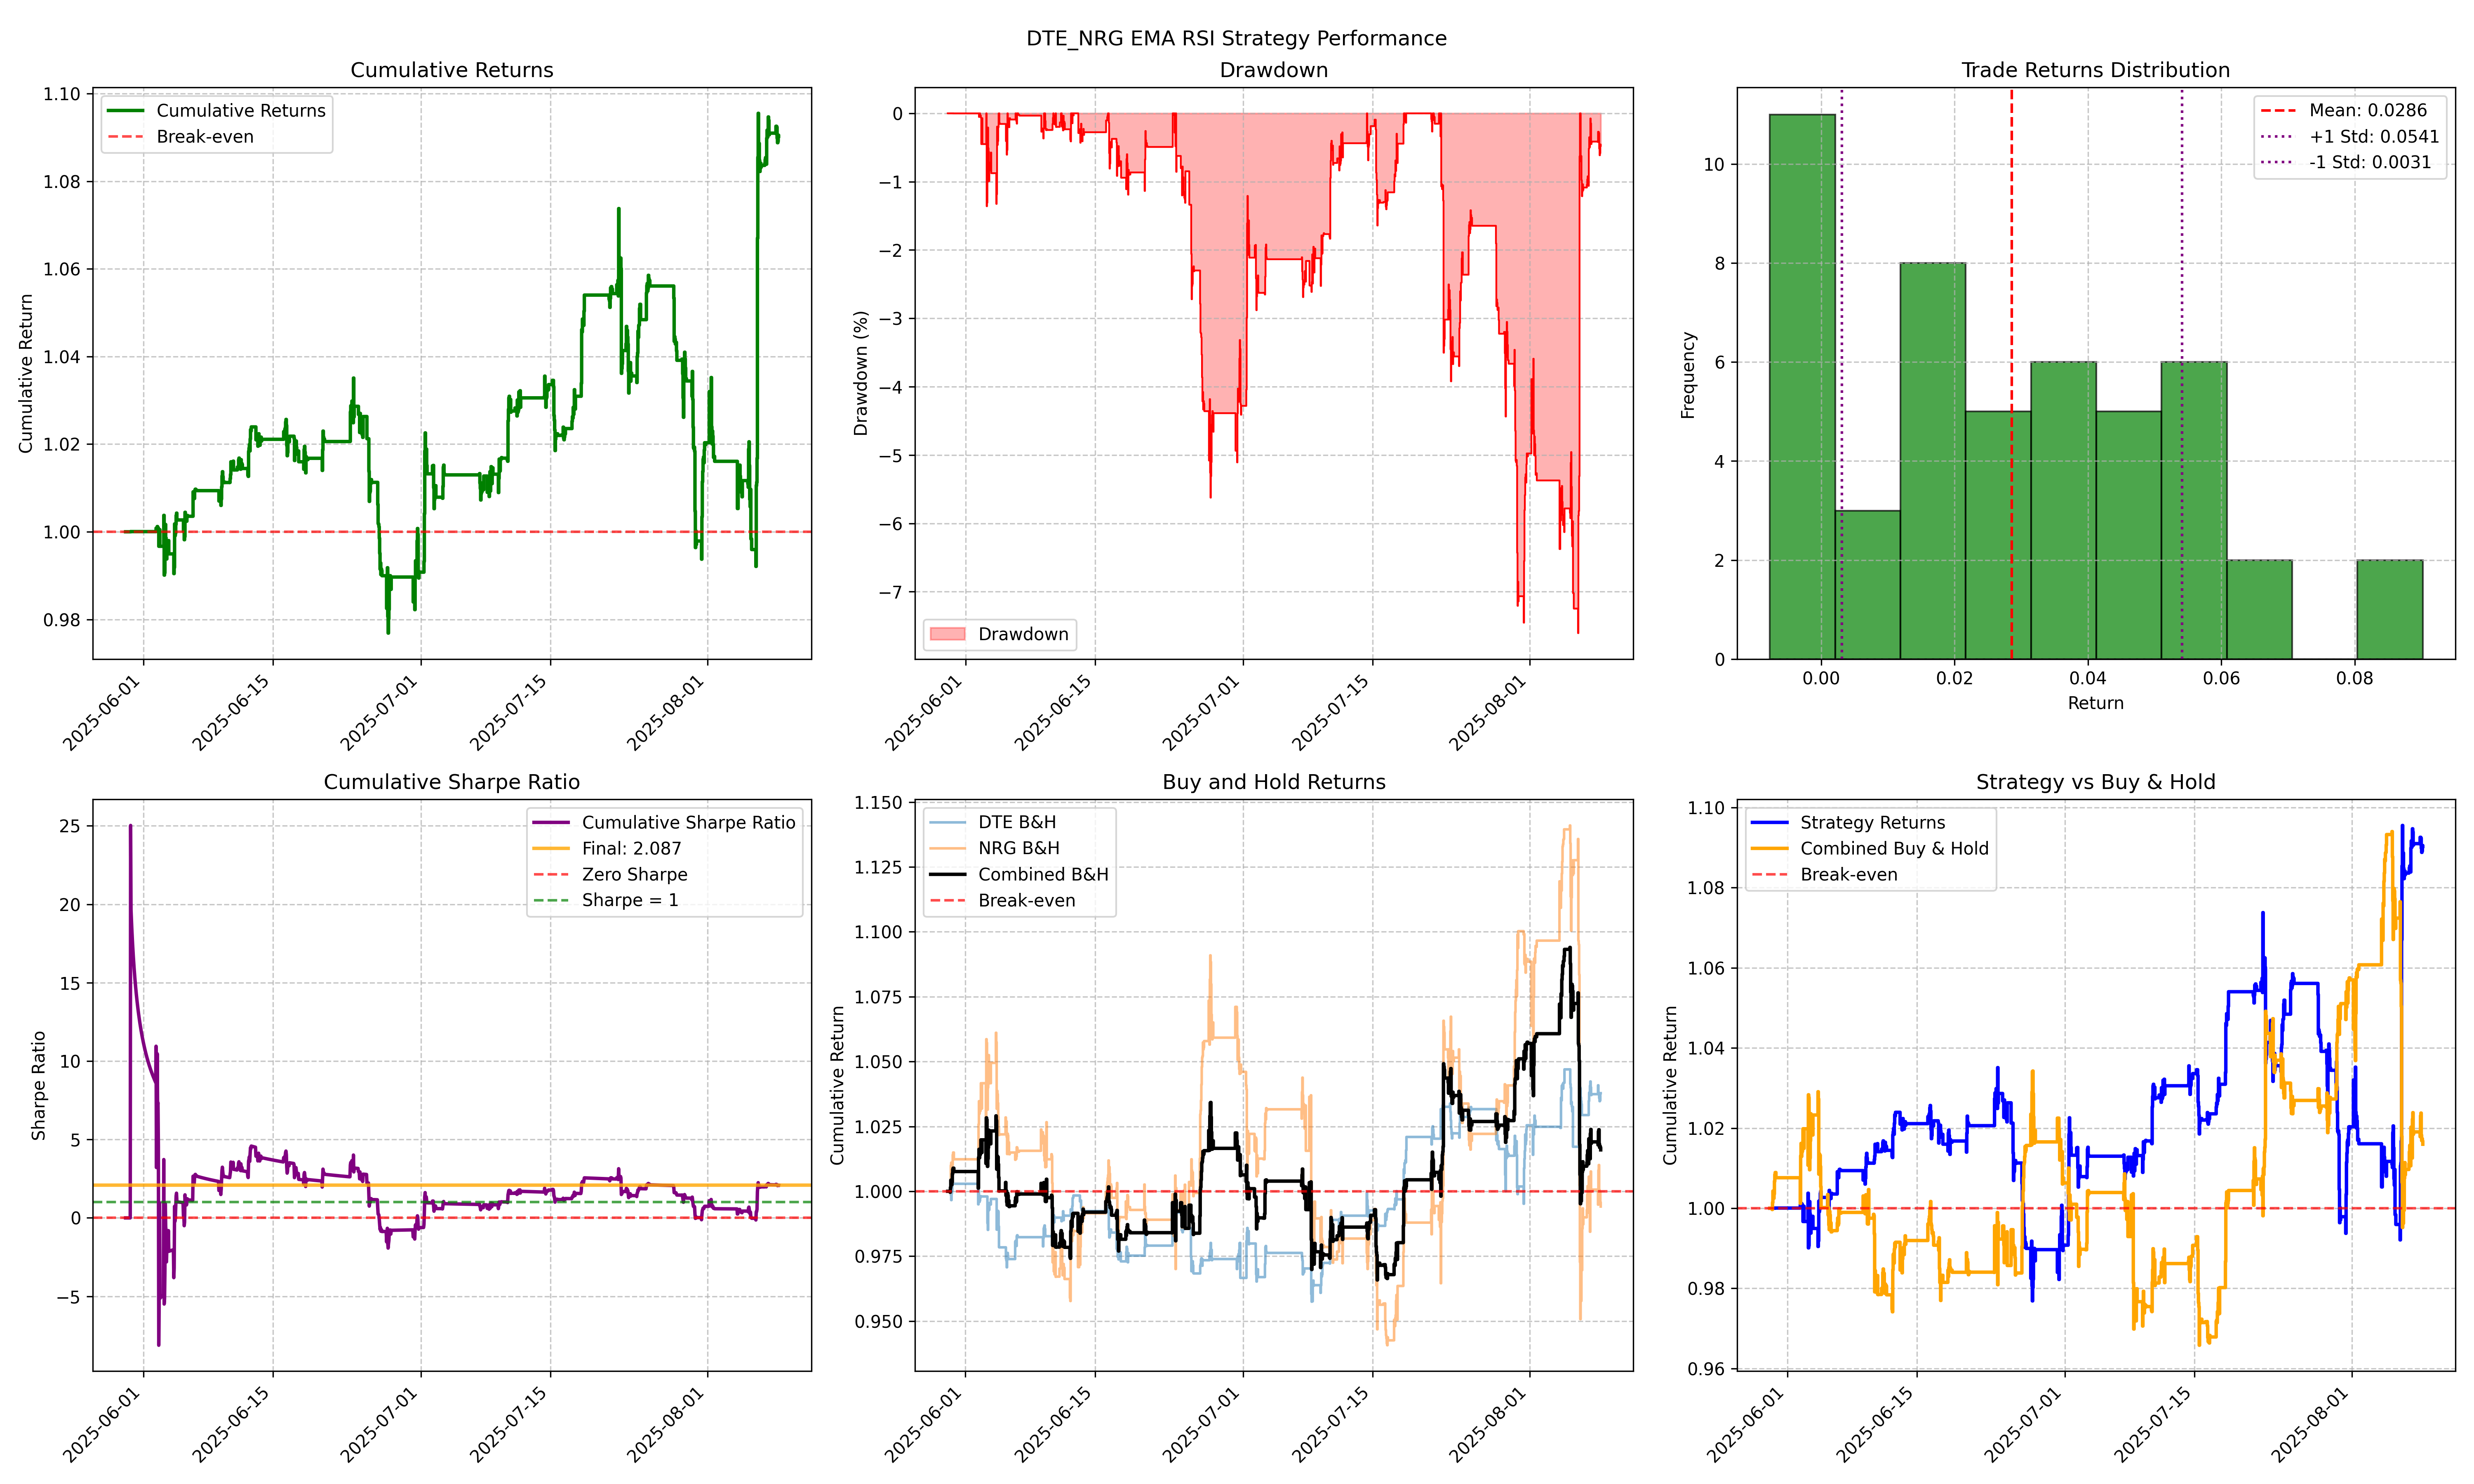 DTE_NRG EMA RSI Strategy Performance
Cumulative Returns
Cumulative Returns
Break-even
Cumulative Return
1.10
1.08
1.06
1.04
1.02
1.00
0.98
2025-06-01
2025-06-15
2025-07-01
2025-07-15
2025-08-01
Drawdown
Drawdown (%)
0
−1
−2
−3
−4
−5
−6
−7
Drawdown
2025-06-01
2025-06-15
2025-07-01
2025-07-15
2025-08-01
Trade Returns Distribution
Mean: 0.0286
+1 Std: 0.0541
-1 Std: 0.0031
Frequency
10
8
6
4
2
0
0.00
0.02
0.04
0.06
0.08
Return
Cumulative Sharpe Ratio
Cumulative Sharpe Ratio
Final: 2.087
Zero Sharpe
Sharpe = 1
Sharpe Ratio
25
20
15
10
5
0
−5
2025-06-01
2025-06-15
2025-07-01
2025-07-15
2025-08-01
Buy and Hold Returns
DTE B&H
NRG B&H
Combined B&H
Break-even
Cumulative Return
1.150
1.125
1.100
1.075
1.050
1.025
1.000
0.975
0.950
2025-06-01
2025-06-15
2025-07-01
2025-07-15
2025-08-01
Strategy vs Buy & Hold
Strategy Returns
Combined Buy & Hold
Break-even
Cumulative Return
1.10
1.08
1.06
1.04
1.02
1.00
0.98
0.96
2025-06-01
2025-06-15
2025-07-01
2025-07-15
2025-08-01